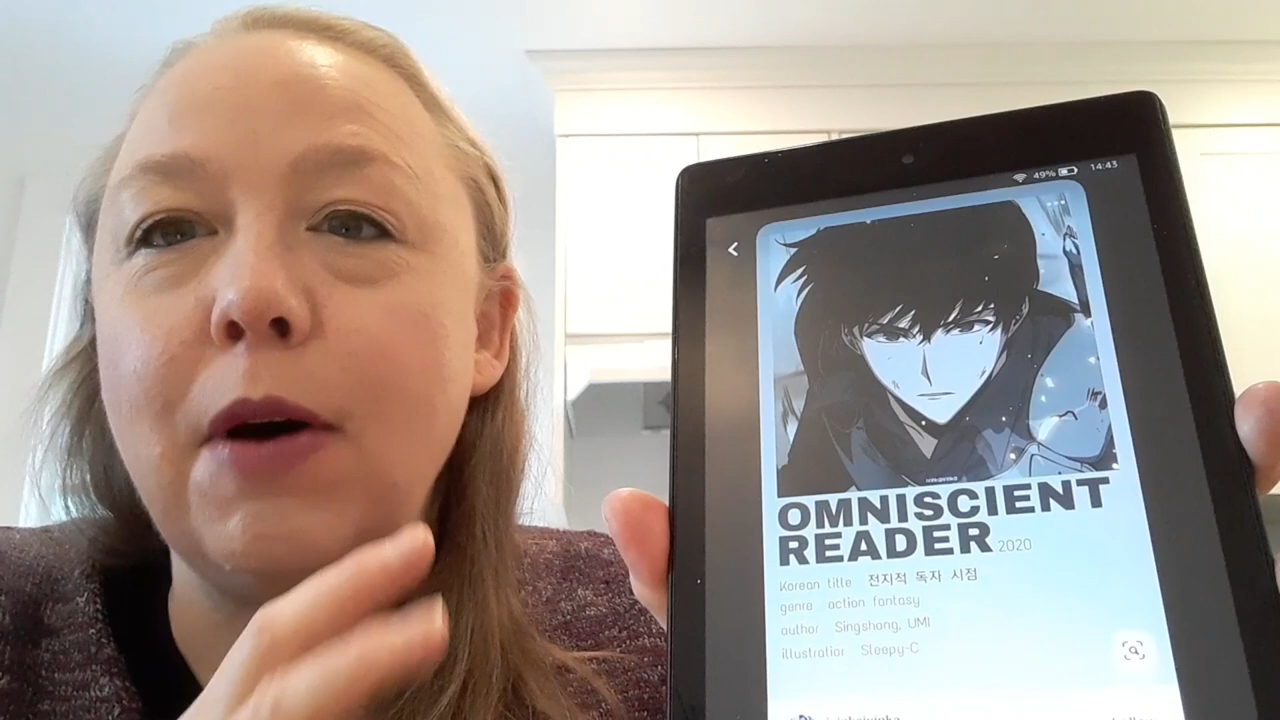 49% 14:43
OMNISCIENT
READER 2020
Korean title 전지적 독자 시점
genre action fantasy
author Singshong, UMI
illustratior Sleepy-C